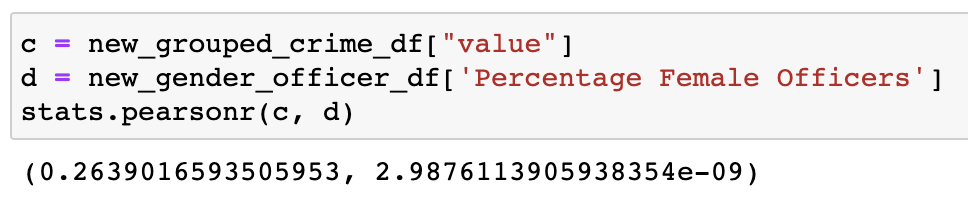 c = new_grouped_crime_df["value"]
d = new_gender_officer_df['Percentage Female Officers']
stats.pearsonr(c, d)
(0.2639016593505953, 2.9876113905938354e-09)